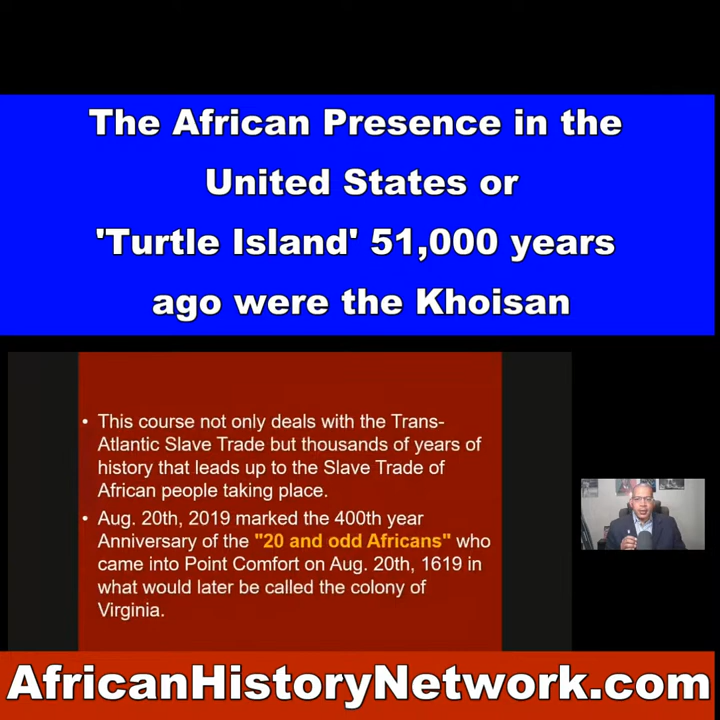 The African Presence in the
United States or
'Turtle Island' 51,000 years
ago were the Khoisan
• This course not only deals with the Trans-
Atlantic Slave Trade but thousands of years of
history that leads up to the Slave Trade of
African people taking place.
• Aug. 20th, 2019 marked the 400th year
Anniversary of the "20 and odd Africans" who
came into Point Comfort on Aug. 20th, 1619 in
what would later be called the colony of
Virginia.
AfricanHistoryNetwork.com